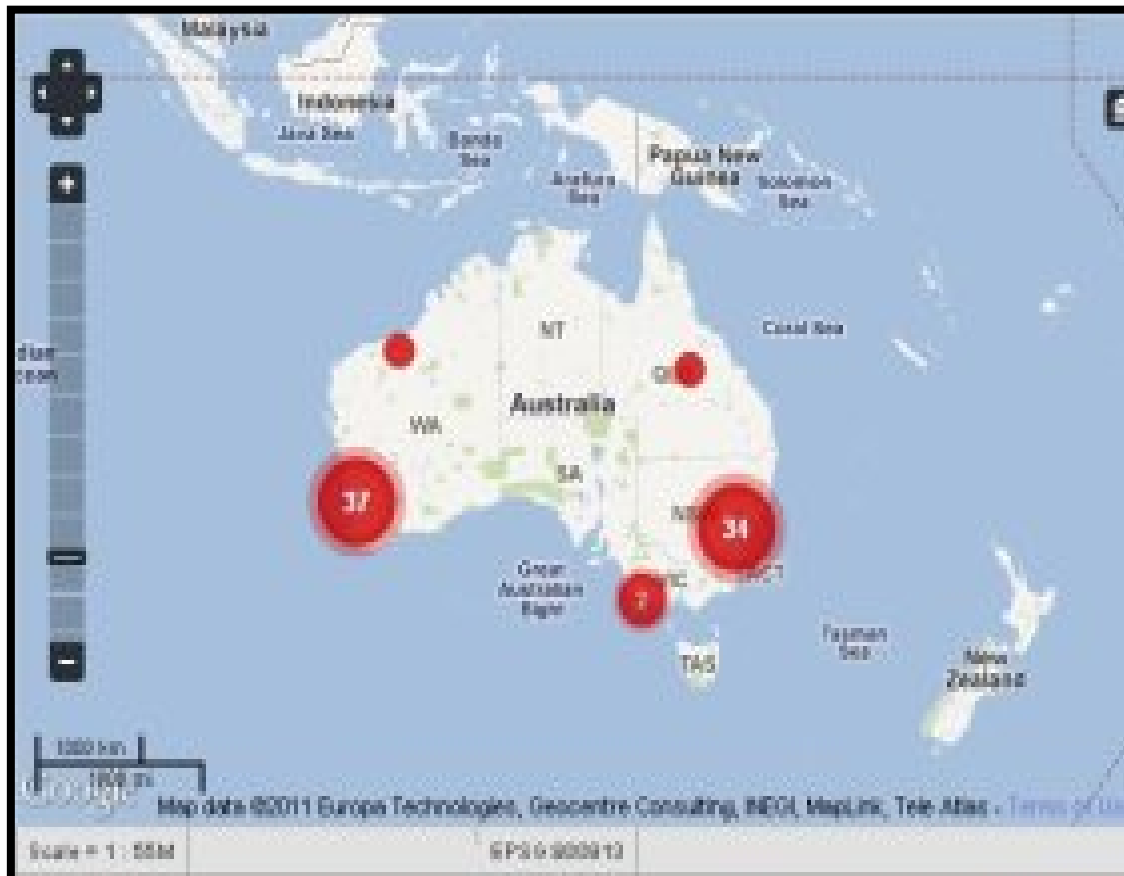 Malaysia
Indonesia
Java Sea
Banda
Sea
Arafura
Sea
Papua New
Guinea
Solomon
Sea
NT
Coral Sea
Australia
WA
SA
37
34
Great
Australian
Bight
TAS
Tasman
Sea
New
Zealand
1000 km
Map data ©2011 Europa Technologies, Geocentre Consulting, INEGI, MapLink, Tele Atlas - Terms of
Scale = 1 : 55M
EPSG:900913